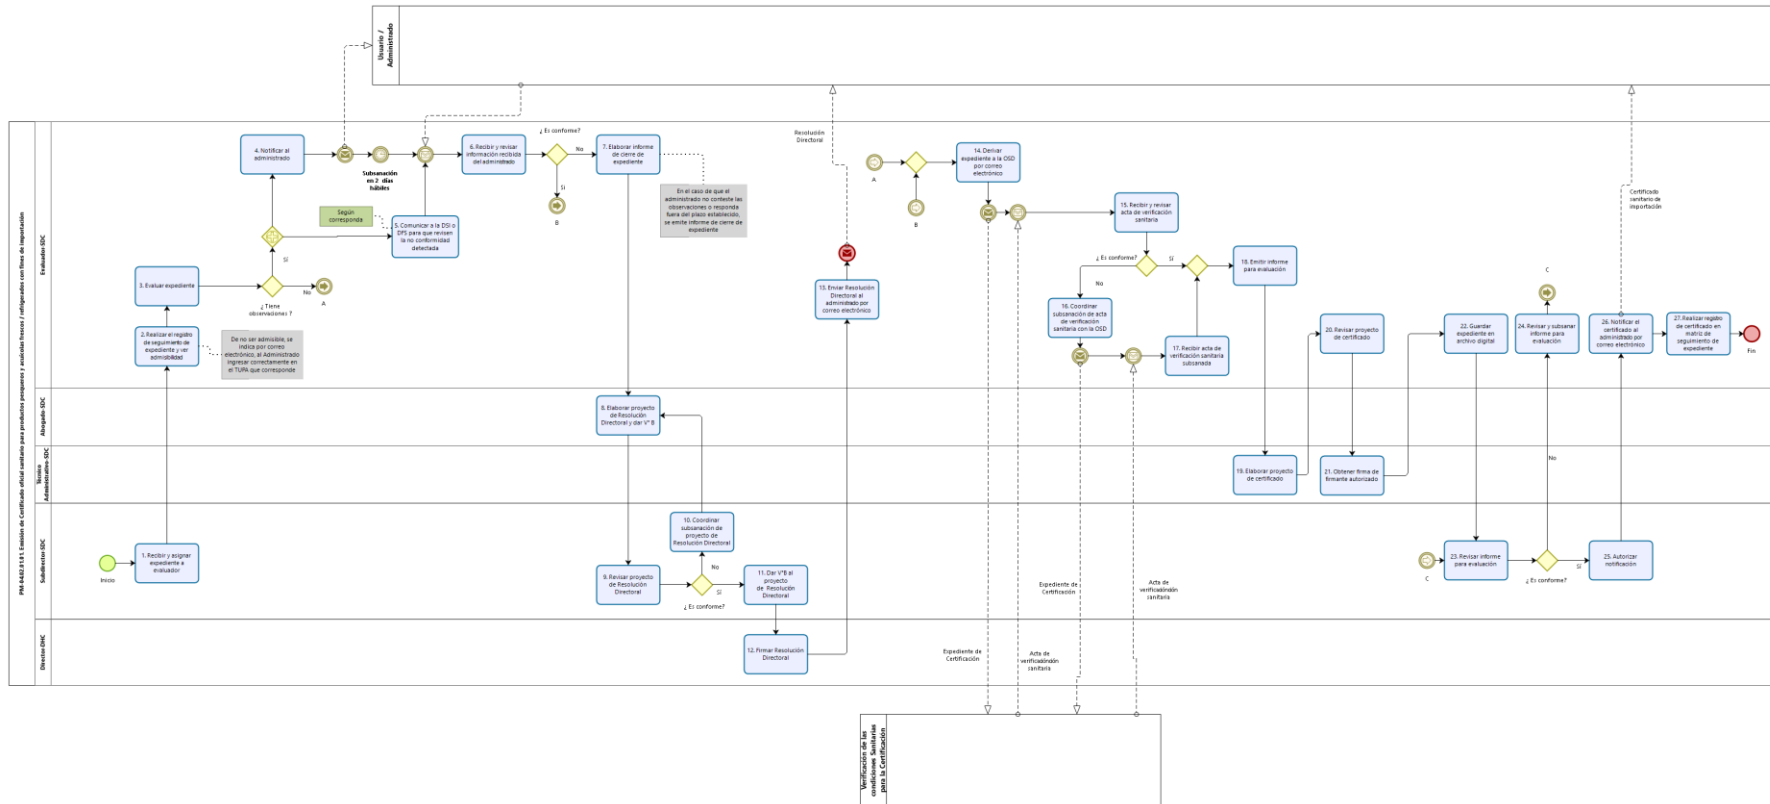 Usuario /
Administrado
PM-04.02.01.01. Emisión de Certificado oficial sanitario para productos pesqueros y acuícolas frescos / refrigerados con fines de importación
Evaluador-SDC
4. Notificar al
administrado
Subsanación
en 2 días
hábiles
6. Recibir y revisar
información recibida
del administrado
¿ Es conforme?
No
Si
B
7. Elaborar informe
de cierre de
expediente
En el caso de que el
administrado no conteste las
observaciones o responda
fuera del plazo establecido,
se emite informe de cierre de
expediente
Según
corresponda
5. Comunicar a la DSI o
DFS para que revisen
la no conformidad
detectada
Sí
3. Evaluar expediente
No
A
¿ Tiene
observaciones ?
2. Realizar el registro
de seguimiento de
expediente y ver
admisibilidad
De no ser admisible, se
indica por correo
electrónico, al Administrado
ingresar correctamente en
el TUPA que corresponde
Resolución
Directoral
13. Enviar Resolución
Directoral al
administrado por
correo electrónico
A
B
14. Derivar
expediente a la OSD
por correo
electrónico
15. Recibir y revisar
acta de verificación
sanitaria
¿ Es conforme?
Sí
No
16. Coordinar
subsanación de acta
de verificación
sanitaria con la OSD
17. Recibir acta de
verificación sanitaria
subsanada
18. Emitir informe
para evaluación
20. Revisar proyecto
de certificado
22. Guardar
expediente en
archivo digital
C
24. Revisar y subsanar
informe para
evaluación
Certificado
sanitario de
importación
26. Notificar el
certificado al
administrado por
correo electrónico
27. Realizar registro
de certificado en
matriz de
seguimiento de
expediente
Fin
Abogado-SDC
8. Elaborar proyecto
de Resolución
Directoral y dar V° B
Técnico
Administrativo-SDC
19. Elaborar proyecto
de certificado
21. Obtener firma de
firmante autorizado
No
Subdirector-SDC
Inicio
1. Recibir y asignar
expediente a
evaluador
10. Coordinar
subsanación de
proyecto de
Resolución Directoral
No
9. Revisar proyecto
de Resolución
Directoral
Sí
¿ Es conforme?
11. Dar V°B al
proyecto
de Resolución
Directoral
Expediente de
Certificación
Acta de
verificadóndón
sanitaria
C
23. Revisar informe
para evaluación
Sí
¿ Es conforme?
25. Autorizar
notificación
Director-DHC
12. Firmar Resolución
Directoral
Expediente de
Certificación
Acta de
verificadóndón
sanitaria
Verificación de las
condiciones Sanitarias
para la Certificación